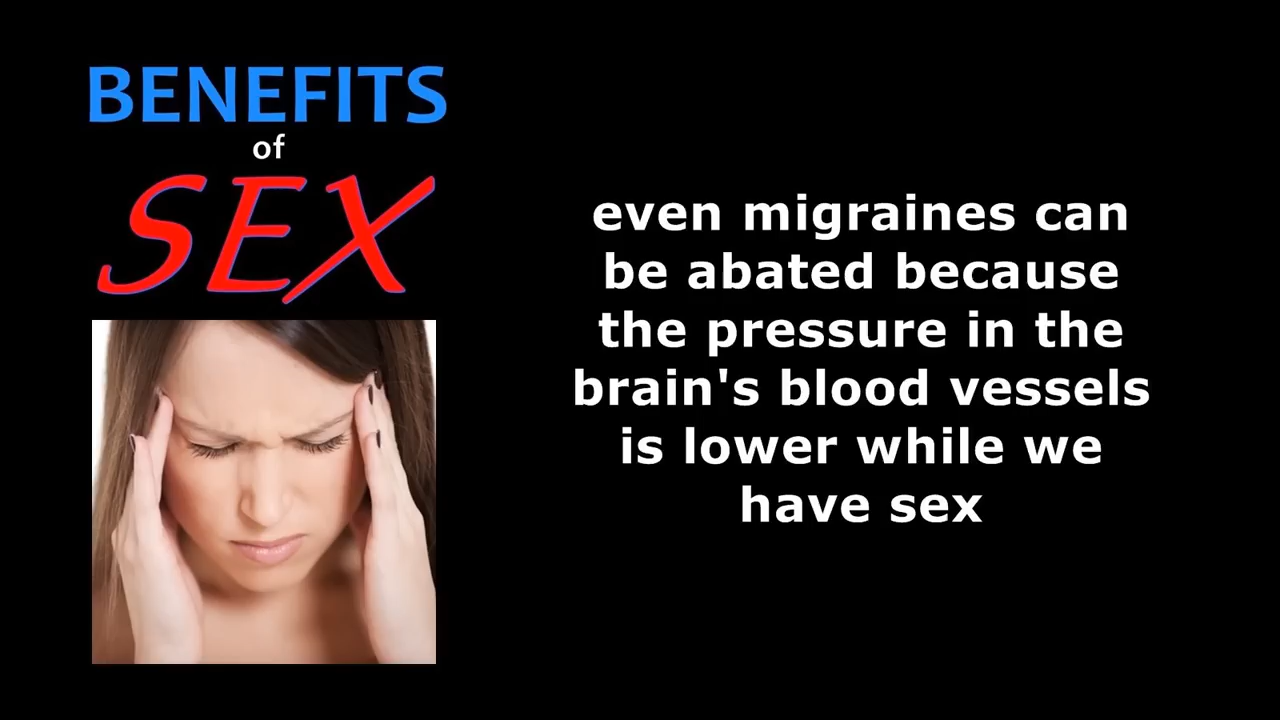 BENEFITS
of
SEX
even migraines can
be abated because
the pressure in the
brain's blood vessels
is lower while we
have sex